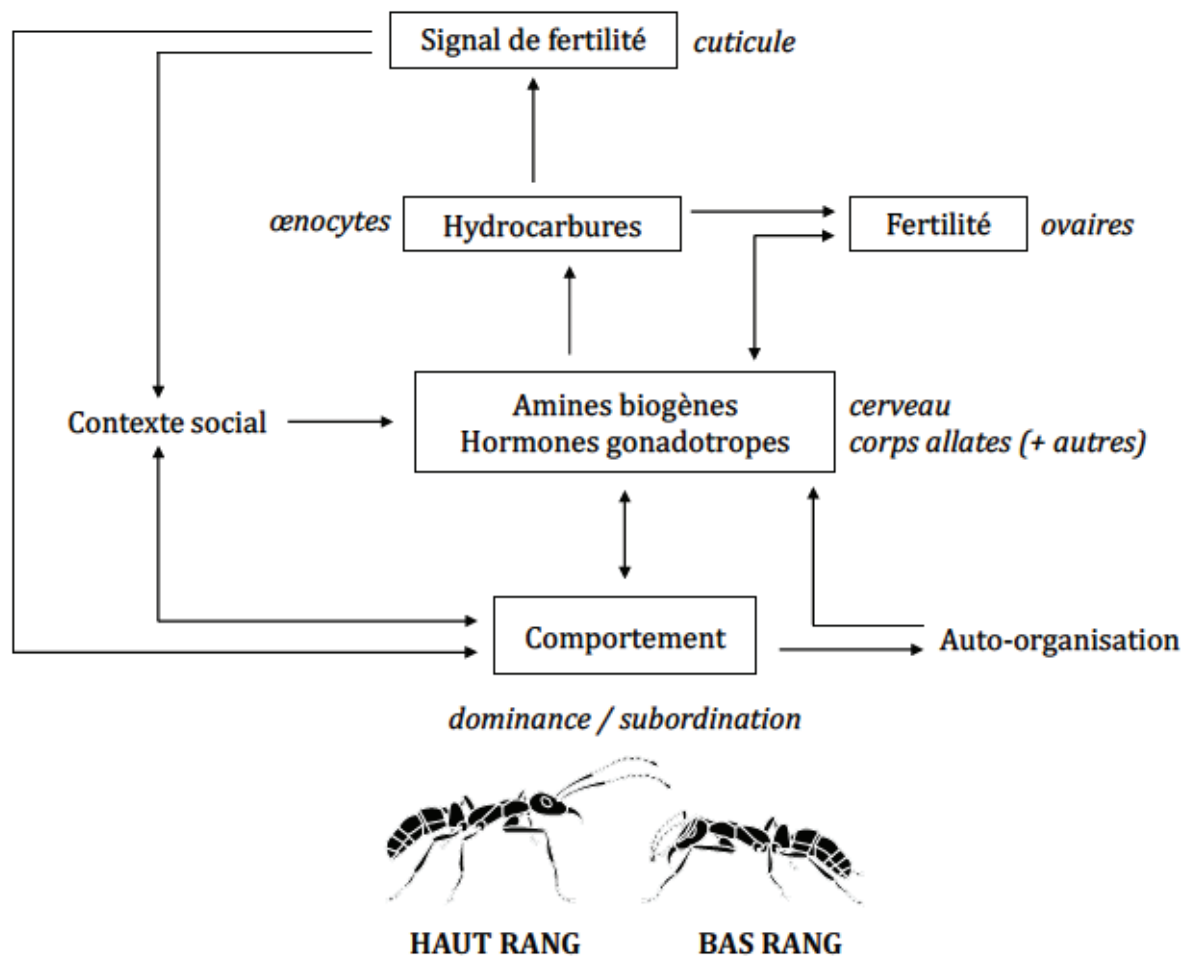 Signal de fertilité
cuticule
œnocytes
Hydrocarbures
Fertilité
ovaires
Contexte social
Amines biogènes
Hormones gonadotropes
cerveau
corps allates (+ autres)
Comportement
Auto-organisation
dominance / subordination
HAUT RANG
BAS RANG